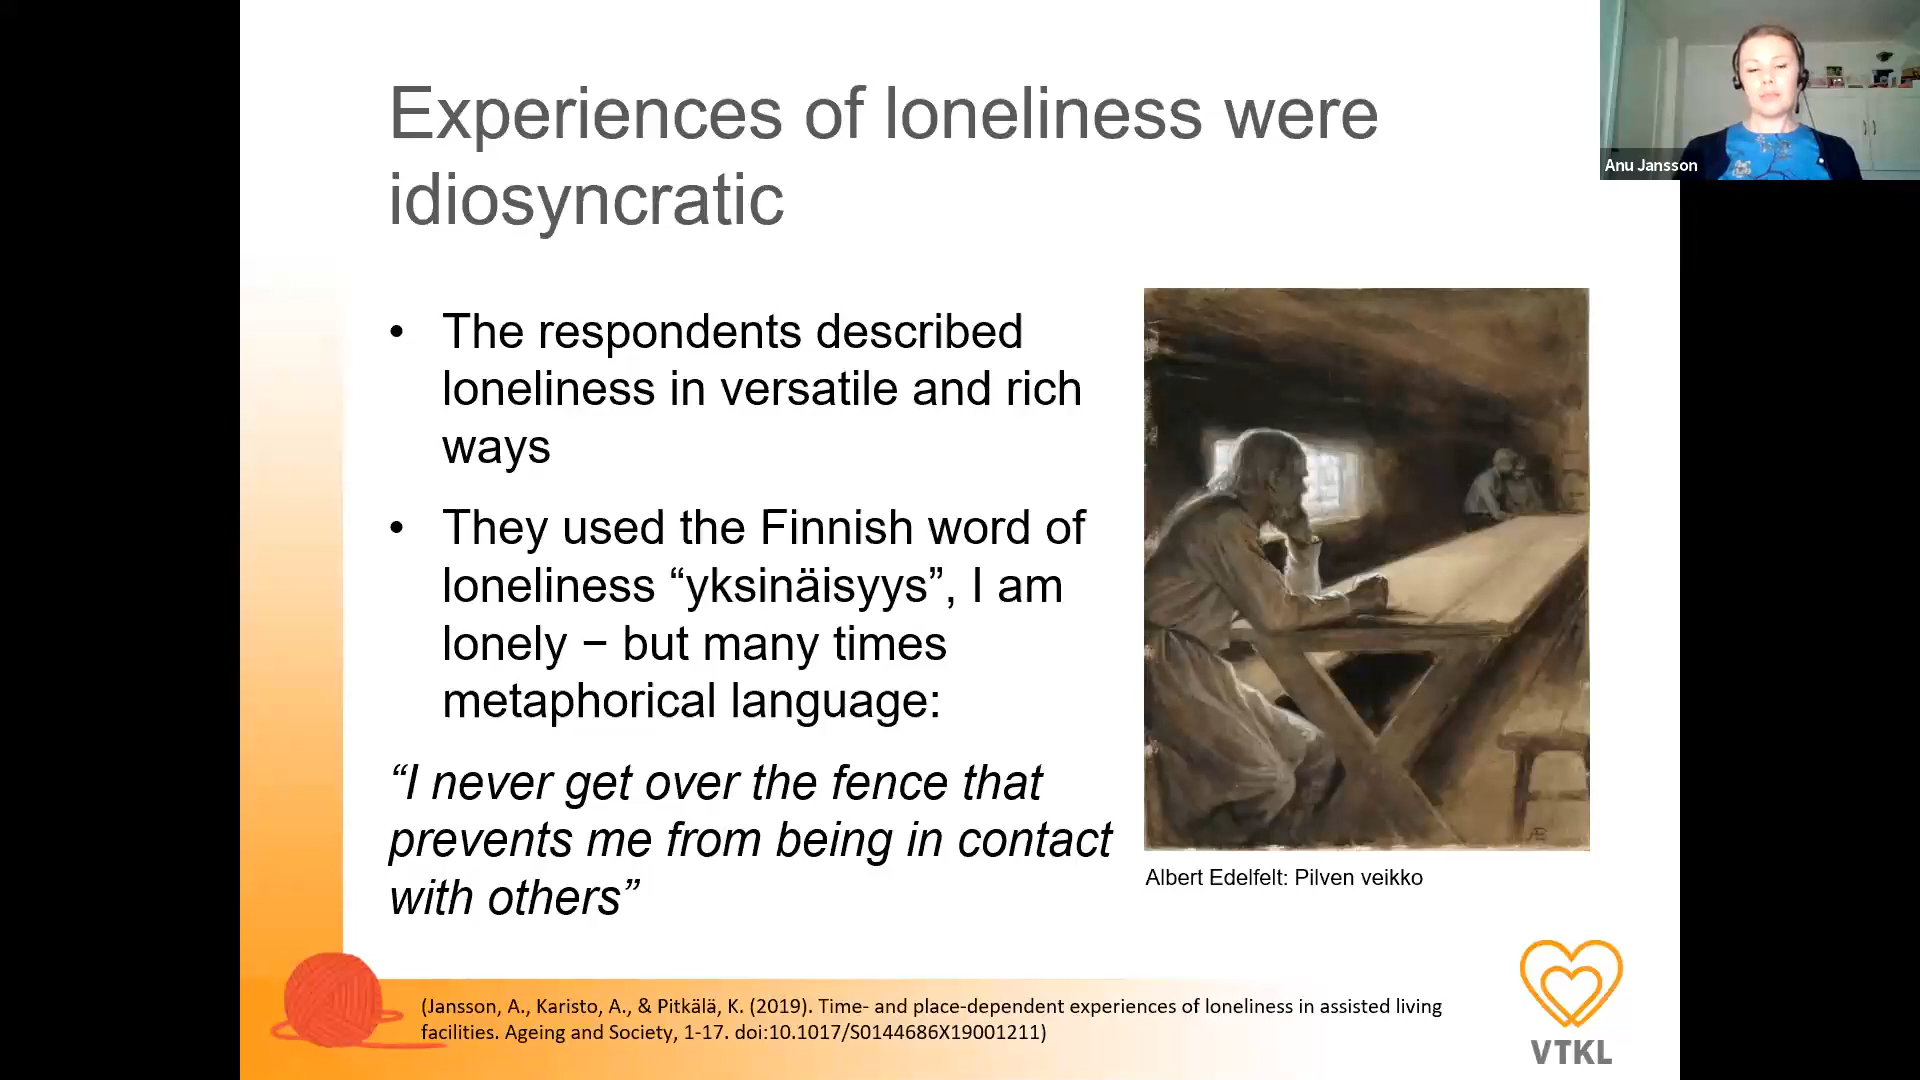 Experiences of loneliness were
idiosyncratic
Anu Jansson
• The respondents described
loneliness in versatile and rich
ways
• They used the Finnish word of
loneliness “yksinäisyys”, I am
lonely – but many times
metaphorical language:
“I never get over the fence that
prevents me from being in contact
with others”
Albert Edelfelt: Pilven veikko
(Jansson, A., Karisto, A., & Pitkälä, K. (2019). Time- and place-dependent experiences of loneliness in assisted living
facilities. Ageing and Society, 1-17. doi:10.1017/S0144686X19001211)
VTKL